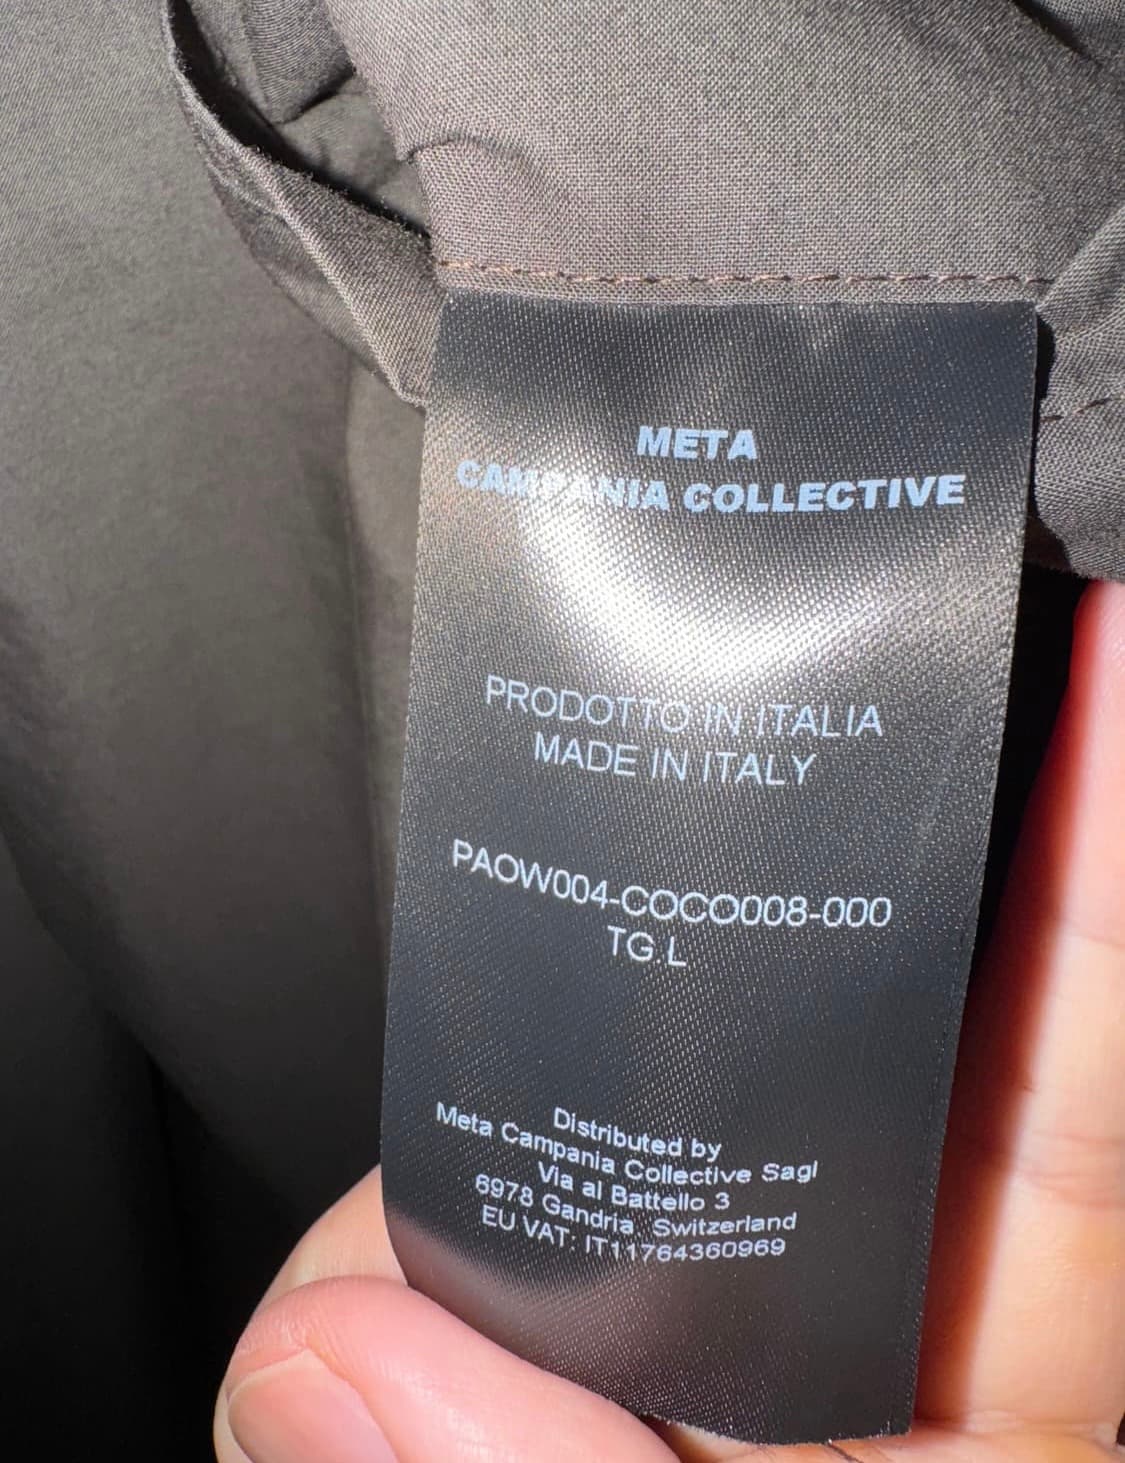 META
CAMPANIA COLLECTIVE
PRODOTTO IN ITALIA
MADE IN ITALY
PAOW004-COCO008-000
TG.L
Distributed by
Meta Campania Collective Sagl
Via al Battello 3
6978 Gandria, Switzerland
EU VAT: IT11764360969